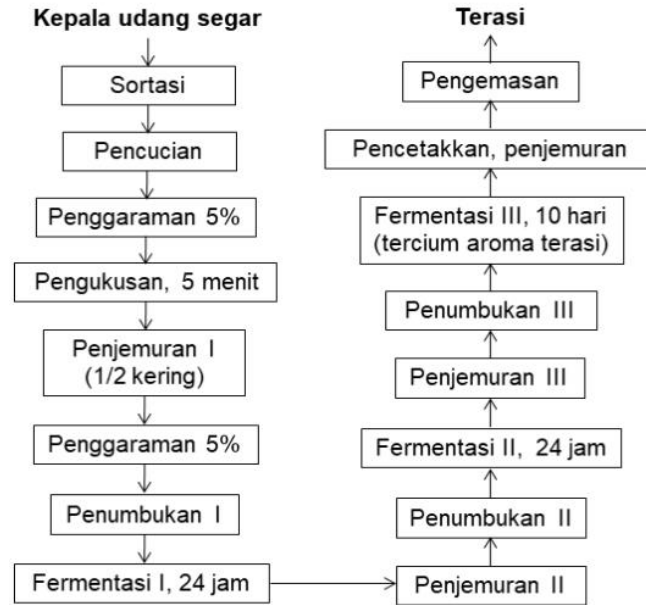 Kepala udang segar
Sortasi
Pencucian
Penggaraman 5%
Pengukusan, 5 menit
Penjemuran I
(1/2 kering)
Penggaraman 5%
Penumbukan I
Fermentasi I, 24 jam
Penjemuran II
Penumbukan II
Fermentasi II, 24 jam
Penjemuran III
Penumbukan III
Fermentasi III, 10 hari
(tercium aroma terasi)
Pencetakkan, penjemuran
Pengemasan
Terasi